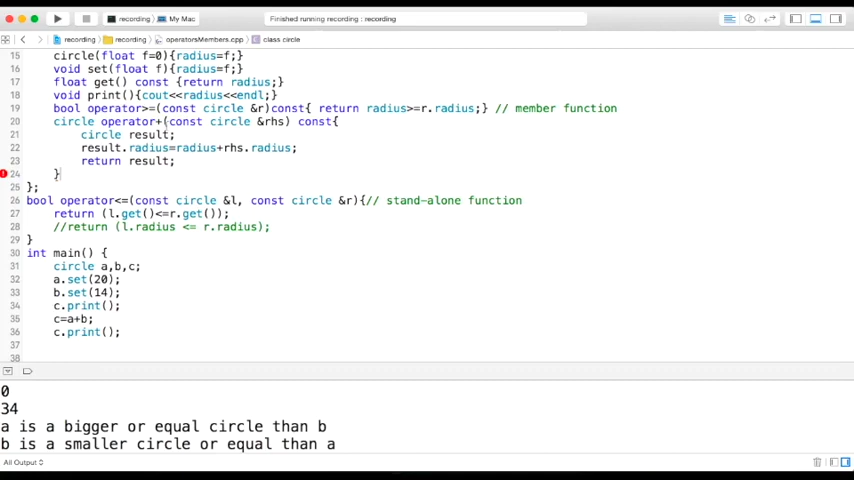 recording My Mac Finished running recording : recording
recording recording operatorsMembers.cpp C class circle
15 circle(float f=0){radius=f;}
16 void set(float f){radius=f;}
17 float get() const {return radius;}
18 void print(){cout<<radius<<endl;}
19 bool operator>=(const circle &r)const{ return radius>=r.radius;} // member function
20 circle operator+(const circle &rhs) const{
21 circle result;
22 result.radius=radius+rhs.radius;
23 return result;
24 }
25 };
26 bool operator<=(const circle &l, const circle &r){// stand-alone function
27 return (l.get()<=r.get());
28 //return (l.radius <= r.radius);
29 }
30 int main() {
31 circle a,b,c;
32 a.set(20);
33 b.set(14);
34 c.print();
35 c=a+b;
36 c.print();
37
38
0
34
a is a bigger or equal circle than b
b is a smaller circle or equal than a
All Output